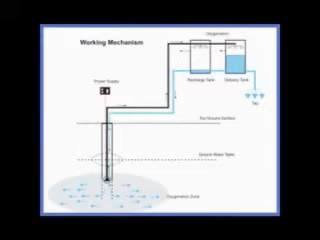 Oxygenation
Working Mechanism
Power Supply
Recharge Tank
Delivery Tank
Tap
Top Ground Surface
Ground Water Table
Oxygenation Zone